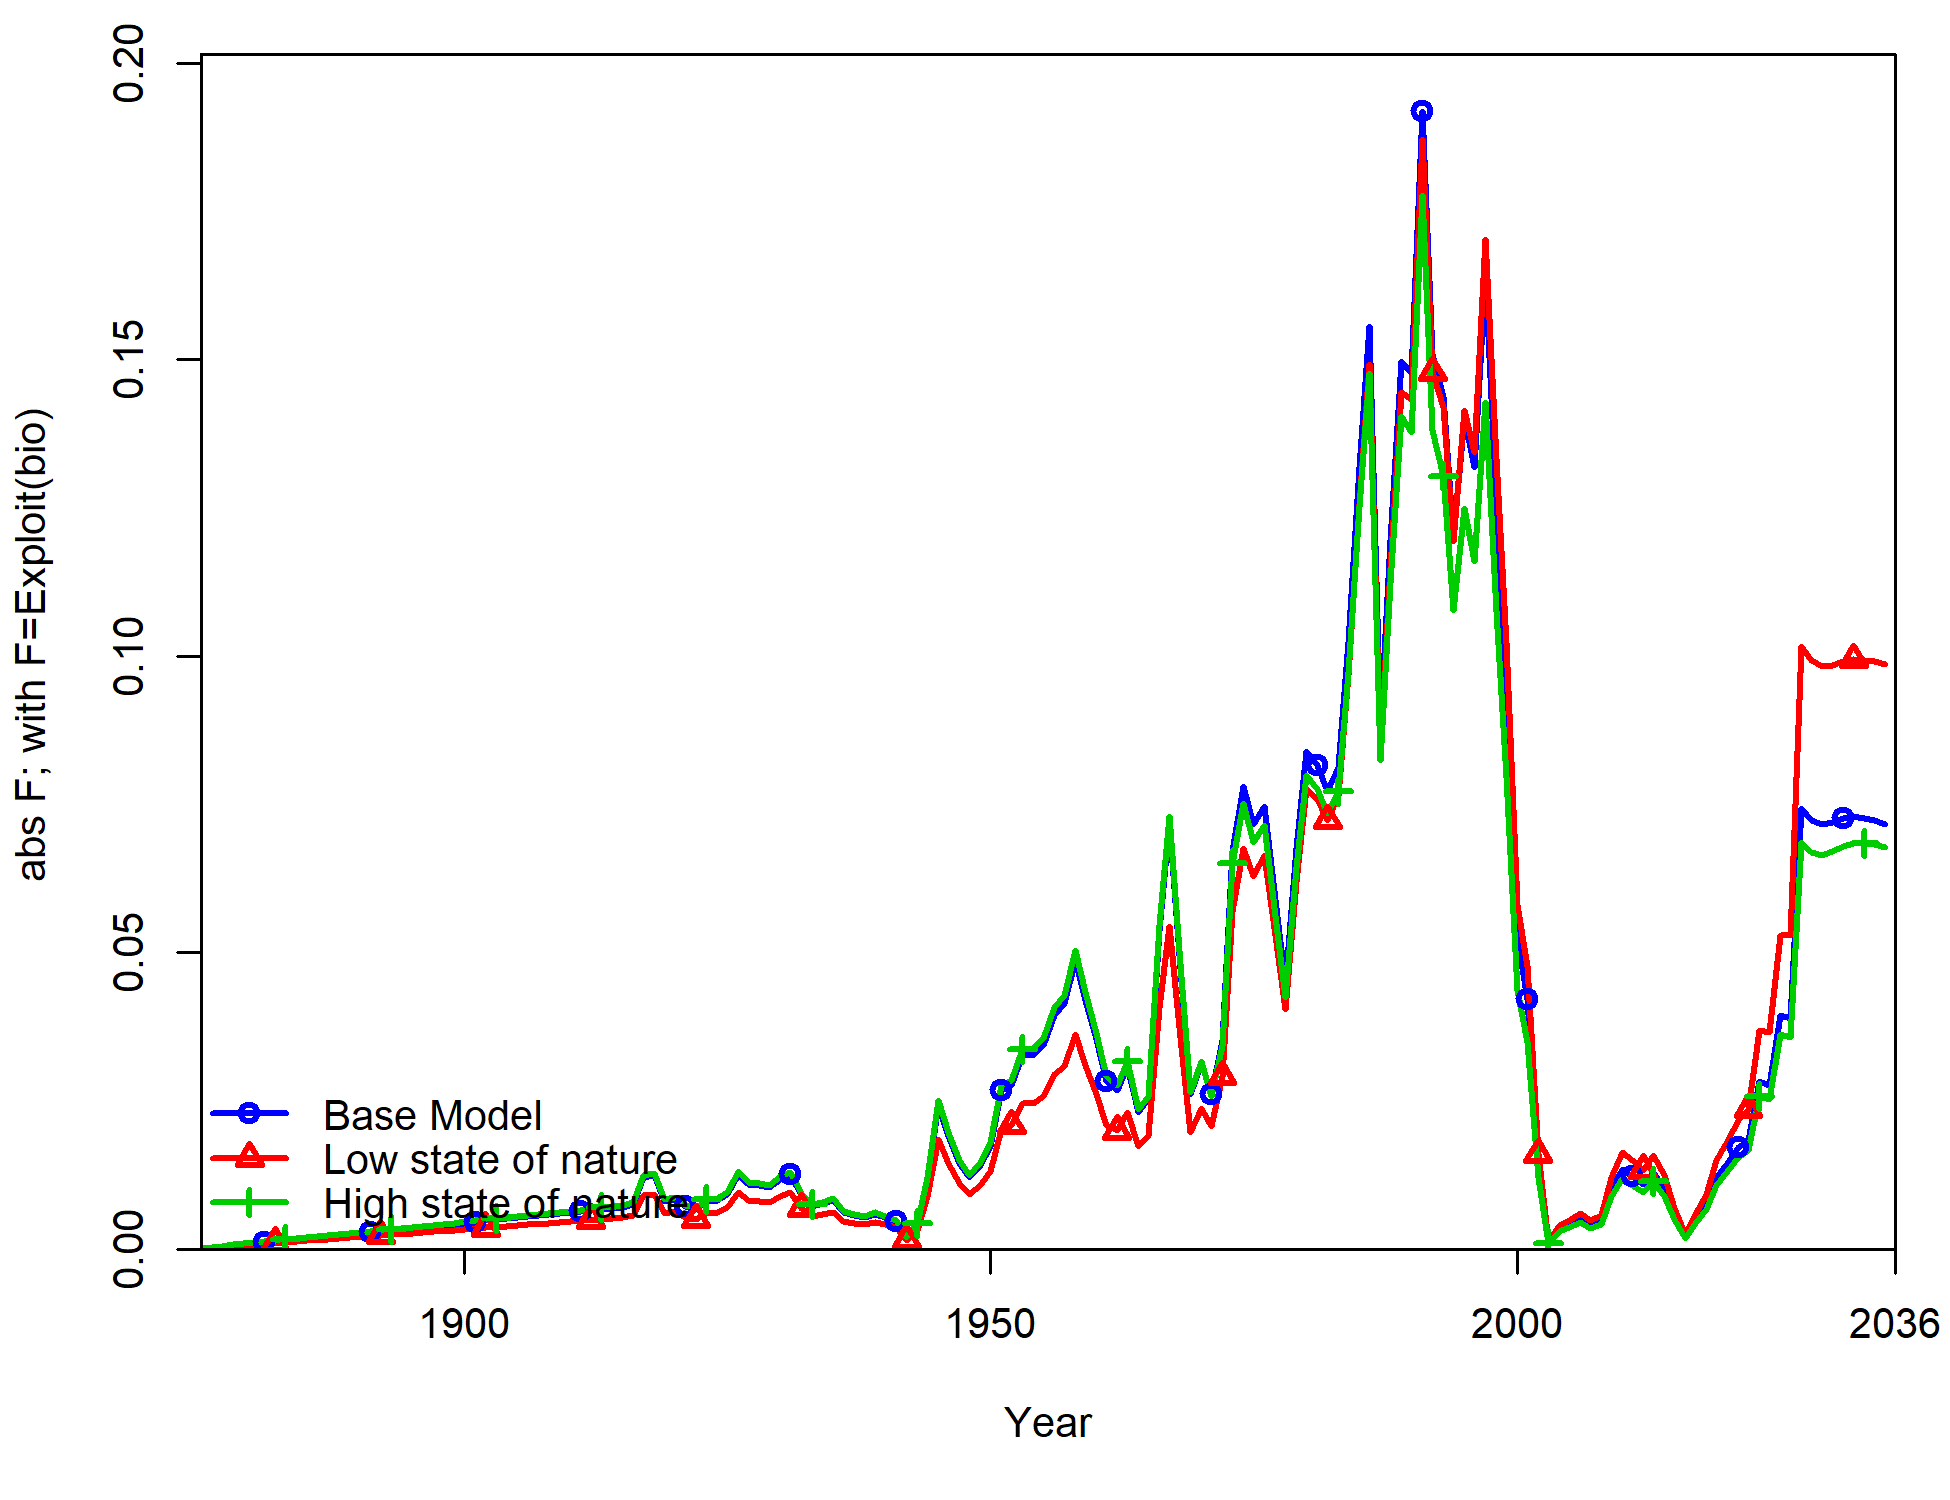 0.20
0.15
0.10
0.05
0.00
abs F; with F=Exploit(bio)
Base Model
Low state of nature
High state of nature
1900
1950
2000
2036
Year